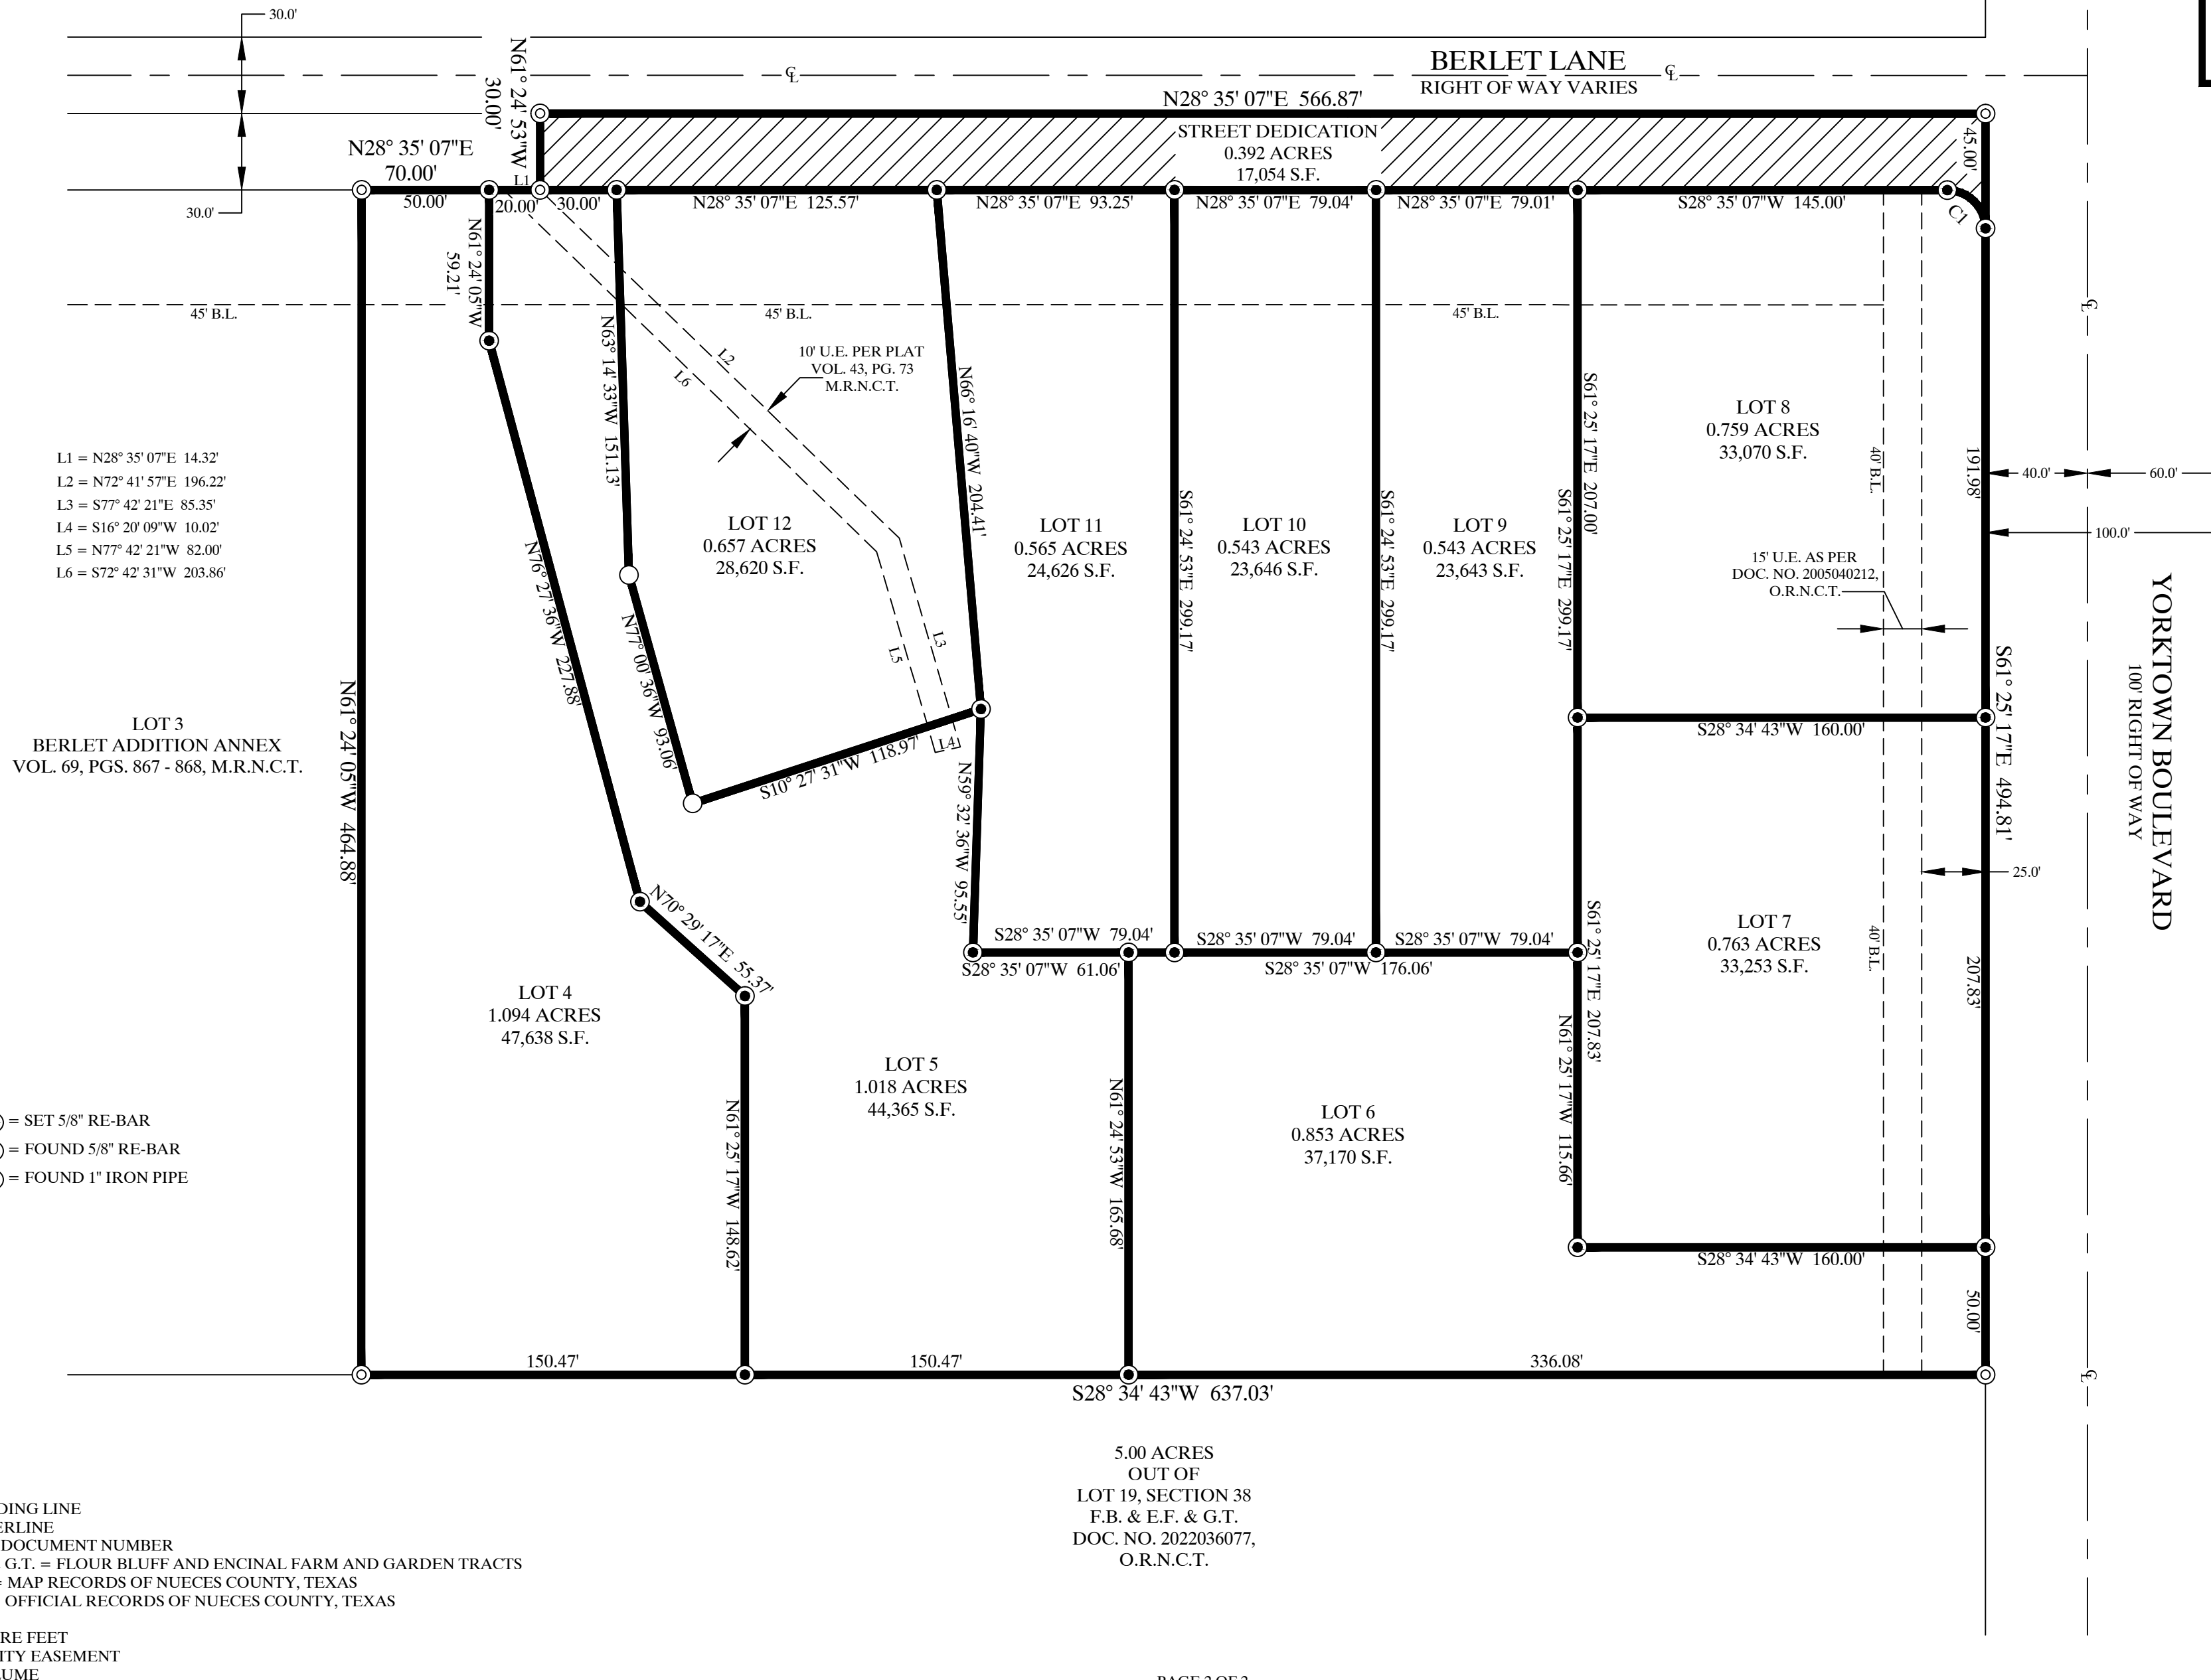 30.0'
BERLET LANE
RIGHT OF WAY VARIES
℄
℄
N28° 35' 07"E 566.87'
N61° 24' 53"W
30.00'
N28° 35' 07"E
70.00'
STREET DEDICATION
0.392 ACRES
17,054 S.F.
45.00'
30.0'
50.00'
20.00'
L1
30.00'
N28° 35' 07"E 125.57'
N28° 35' 07"E 93.25'
N28° 35' 07"E 79.04'
N28° 35' 07"E 79.01'
S28° 35' 07"W 145.00'
C1
N61° 24' 05"W
59.21'
45' B.L.
45' B.L.
45' B.L.
℄
N63° 14' 33"W 151.13'
L2
L6
10' U.E. PER PLAT
VOL. 43, PG. 73
M.R.N.C.T.
N66° 16' 40"W 204.41'
S61° 25' 17"E 207.00'
LOT 8
0.759 ACRES
33,070 S.F.
40' B.L.
191.98'
40.0'
60.0'
100.0'
L1 = N28° 35' 07"E 14.32'
L2 = N72° 41' 57"E 196.22'
L3 = S77° 42' 21"E 85.35'
L4 = S16° 20' 09"W 10.02'
L5 = N77° 42' 21"W 82.00'
L6 = S72° 42' 31"W 203.86'
LOT 12
0.657 ACRES
28,620 S.F.
LOT 11
0.565 ACRES
24,626 S.F.
S61° 24' 53"E 299.17'
LOT 10
0.543 ACRES
23,646 S.F.
S61° 24' 53"E 299.17'
LOT 9
0.543 ACRES
23,643 S.F.
S61° 25' 17"E 299.17'
15' U.E. AS PER
DOC. NO. 2005040212,
O.R.N.C.T.
YORKTOWN BOULEVARD
100' RIGHT OF WAY
N76° 27' 36"W 227.88'
N77° 00' 36"W 93.06'
L3
L5
L4
S10° 27' 31"W 118.97'
N59° 32' 36"W 95.55'
LOT 3
BERLET ADDITION ANNEX
VOL. 69, PGS. 867 - 868, M.R.N.C.T.
N61° 24' 05"W 464.88'
S28° 34' 43"W 160.00'
S61° 25' 17"E 494.81'
25.0'
N70° 29' 17"E 55.37'
S28° 35' 07"W 79.04'
S28° 35' 07"W 79.04'
S28° 35' 07"W 79.04'
S28° 35' 07"W 61.06'
S28° 35' 07"W 176.06'
S61° 25' 17"E 207.83'
LOT 7
0.763 ACRES
33,253 S.F.
40' B.L.
207.83'
LOT 4
1.094 ACRES
47,638 S.F.
LOT 5
1.018 ACRES
44,365 S.F.
N61° 25' 17"W 148.62'
N61° 24' 53"W 165.68'
LOT 6
0.853 ACRES
37,170 S.F.
N61° 25' 17"W 115.66'
= SET 5/8" RE-BAR
= FOUND 5/8" RE-BAR
= FOUND 1" IRON PIPE
S28° 34' 43"W 160.00'
50.00'
150.47'
150.47'
336.08'
S28° 34' 43"W 637.03'
℄
5.00 ACRES
OUT OF
LOT 19, SECTION 38
F.B. & E.F. & G.T.
DOC. NO. 2022036077,
O.R.N.C.T.
DING LINE
ERLINE
DOCUMENT NUMBER
G.T. = FLOUR BLUFF AND ENCINAL FARM AND GARDEN TRACTS
= MAP RECORDS OF NUECES COUNTY, TEXAS
OFFICIAL RECORDS OF NUECES COUNTY, TEXAS
RE FEET
ITY EASEMENT
LUME
PAGE 2 OF 2